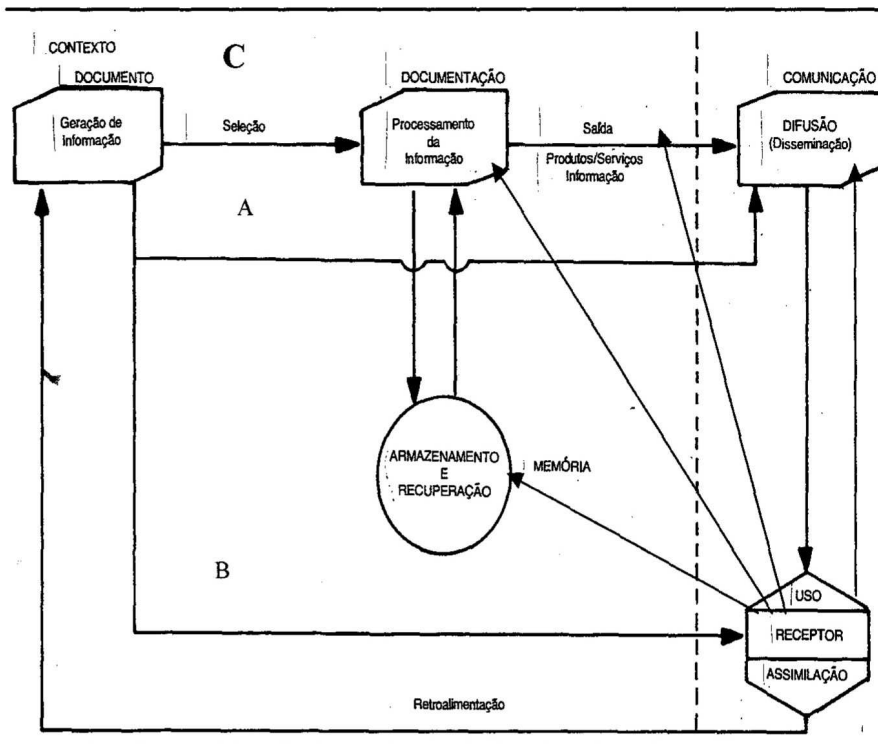 CONTEXTO
C
DOCUMENTO
DOCUMENTAÇÃO
COMUNICAÇÃO
Geração de
Informação
Seleção
Processamento
da
Informação
Saída
Produtos/Serviços
Informação
DIFUSÃO
(Disseminação)
A
ARMAZENAMENTO
E
RECUPERAÇÃO
MEMÓRIA
B
USO
RECEPTOR
ASSIMILAÇÃO
Retroalimentação